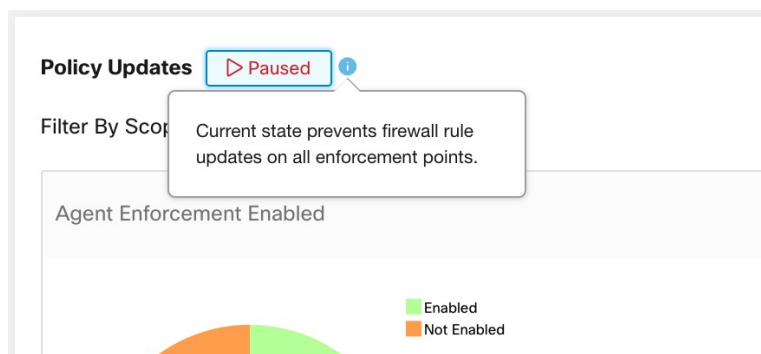 Policy Updates Paused i
Filter By Scop
Current state prevents firewall rule
updates on all enforcement points.
Agent Enforcement Enabled
Enabled
Not Enabled